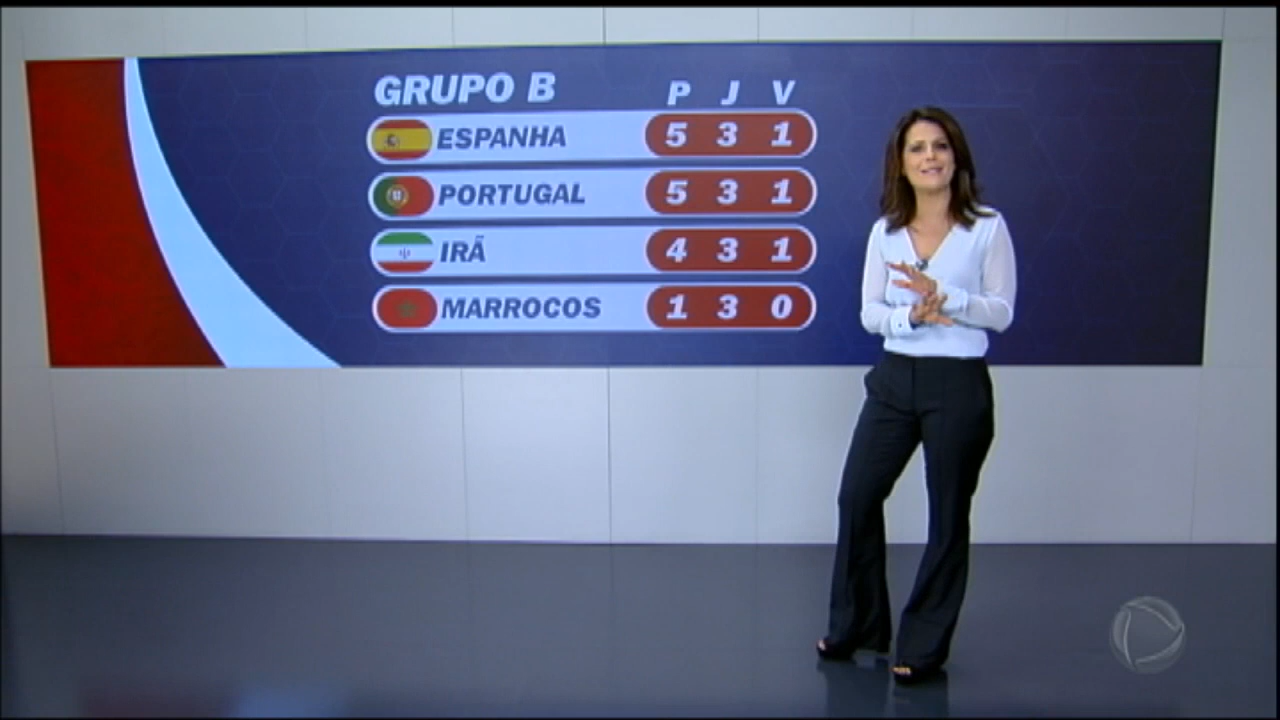 GRUPO B P J V
ESPANHA 5 3 1
PORTUGAL 5 3 1
IRÃ 4 3 1
MARROCOS 1 3 0